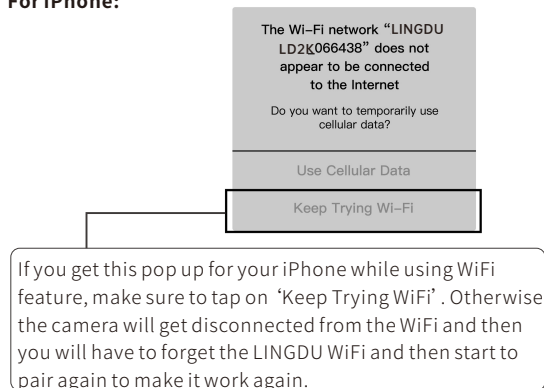 For iPhone:
The Wi–Fi network “LINGDU
LD2K066438” does not
appear to be connected
to the Internet
Do you want to temporarily use
cellular data?
Use Cellular Data
Keep Trying Wi–Fi
If you get this pop up for your iPhone while using WiFi
feature, make sure to tap on ‘Keep Trying WiFi’. Otherwise
the camera will get disconnected from the WiFi and then
you will have to forget the LINGDU WiFi and then start to
pair again to make it work again.